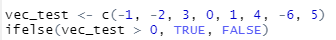 vec_test <- c(-1, -2, 3, 0, 1, 4, -6, 5)
ifelse(vec_test > 0, TRUE, FALSE)